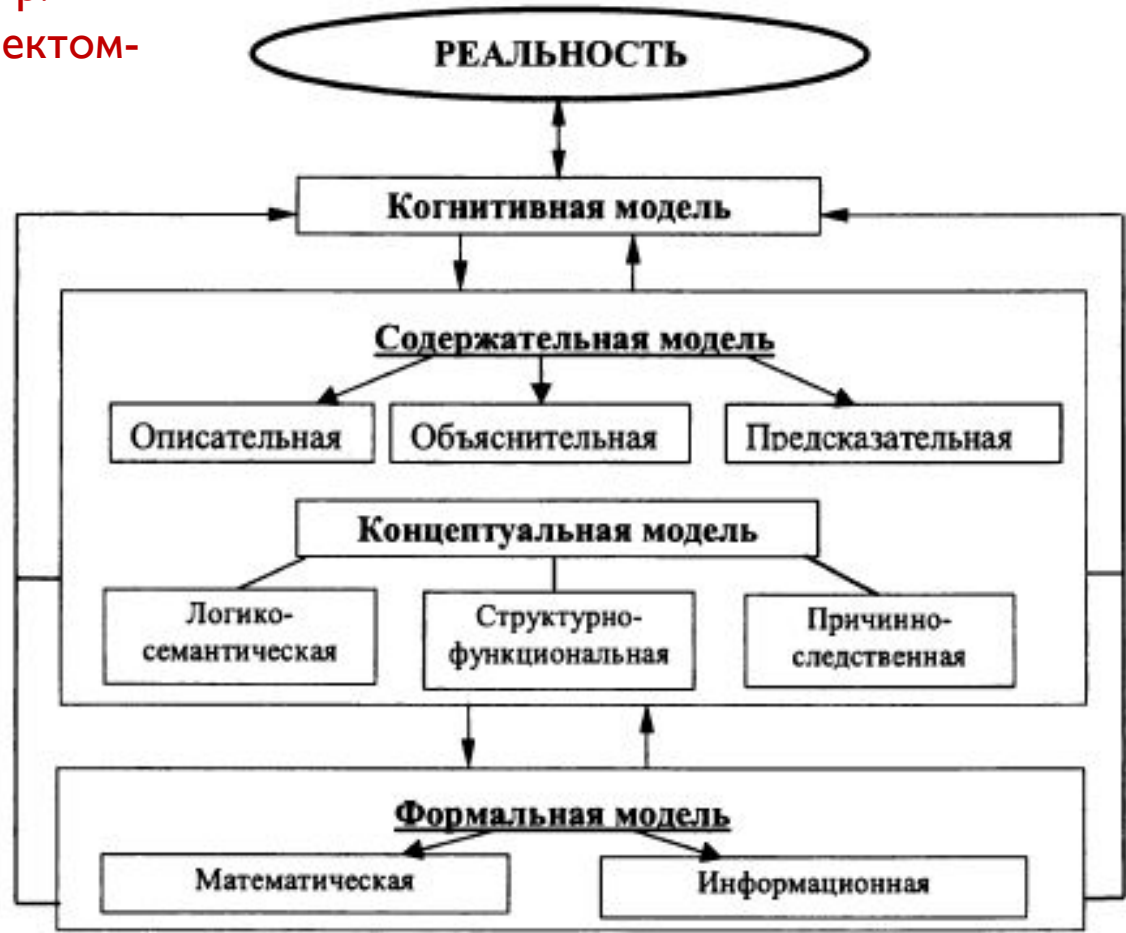 ектом-
РЕАЛЬНОСТЬ
Когнитивная модель
Содержательная модель
Описательная
Объяснительная
Предсказательная
Концептуальная модель
Логико-
семантическая
Структурно-
функциональная
Причинно-
следственная
Формальная модель
Математическая
Информационная